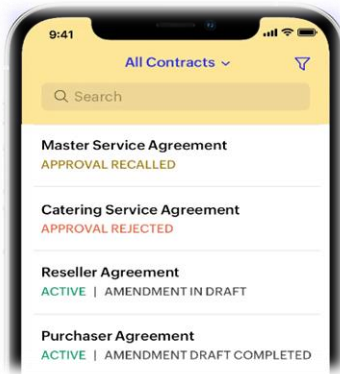 9:41
All Contracts
Search
Master Service Agreement
APPROVAL RECALLED
Catering Service Agreement
APPROVAL REJECTED
Reseller Agreement
ACTIVE | AMENDMENT IN DRAFT
Purchaser Agreement
ACTIVE | AMENDMENT DRAFT COMPLETED